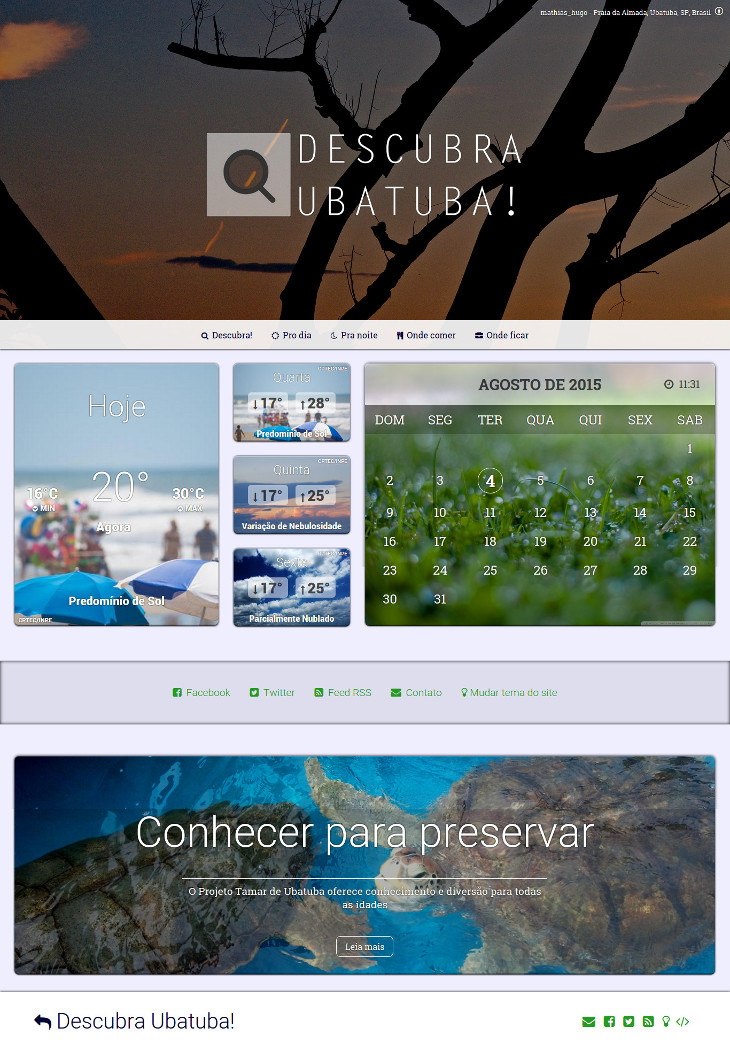 mathias_hugo - Praia da Almada, Ubatuba, SP, Brasil
DESCUBRA
UBATUBA!
Descubra! Pro dia Pra noite Onde comer Onde ficar
Hoje
16°C
MIN
20°
Agora
30°C
MAX
Predomínio de Sol
CPTEC/INPE
CPTEC/INPE
Quarta
↓17° ↑28°
Predomínio de Sol
CPTEC/INPE
Quinta
↓17° ↑25°
Variação de Nebulosidade
CPTEC/INPE
Sexta
↓17° ↑25°
Parcialmente Nublado
AGOSTO DE 2015 11:31
DOM SEG TER QUA QUI SEX SAB
1
2 3 4 5 6 7 8
9 10 11 12 13 14 15
16 17 18 19 20 21 22
23 24 25 26 27 28 29
30 31
Facebook Twitter Feed RSS Contato Mudar tema do site
Conhecer para preservar
O Projeto Tamar de Ubatuba oferece conhecimento e diversão para todas
as idades
Leia mais
Descubra Ubatuba!